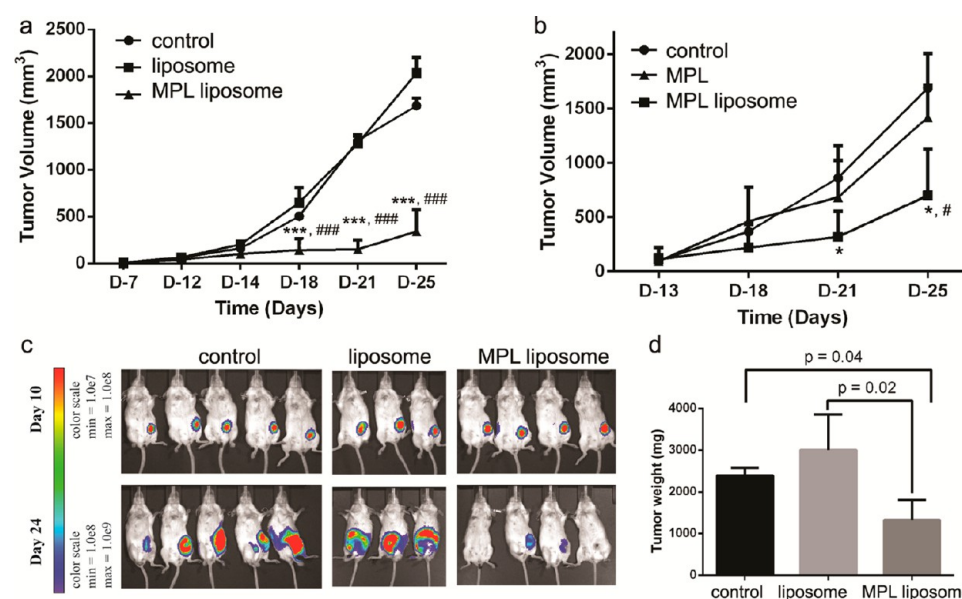 a
2500
2000
1500
1000
500
0
Tumor Volume (mm³)
control
liposome
MPL liposome
***, ###
***, ###
***, ###
D-7 D-12 D-14 D-18 D-21 D-25
Time (Days)
b
2000
1500
1000
500
0
Tumor Volume (mm³)
control
MPL
MPL liposome
*
*, #
D-13 D-18 D-21 D-25
Time (Days)
c
control liposome MPL liposome
Day 10
color scale
min = 1.0e7
max = 1.0e8
Day 24
color scale
min = 1.0e8
max = 1.0e9
d
p = 0.04
p = 0.02
4000
3000
2000
1000
0
Tumor weight (mg)
control liposome MPL liposom